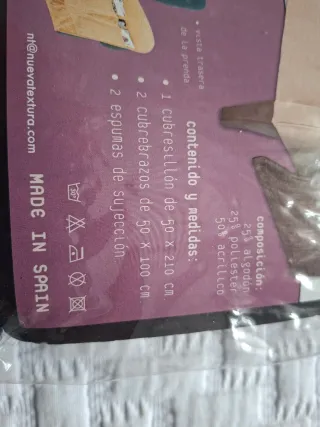 • vista trasera
de la prenda
contenido y medidas:
• 1 cubresillón de 50 X 210 cm
• 2 cubrebrazos de 50 X 100 cm
• 2 espumas de sujección
composición:
25% algodón
25% poliéster
50% acrílico
nt@nuevatextura.com
MADE IN SPAIN